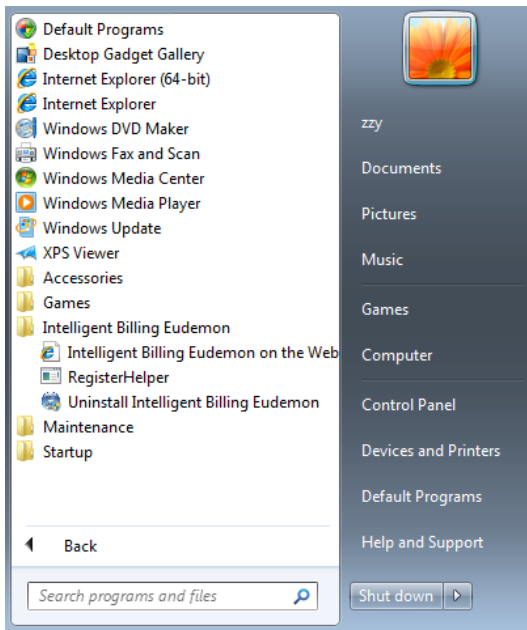 Default Programs
Desktop Gadget Gallery
Internet Explorer (64-bit)
Internet Explorer
Windows DVD Maker
Windows Fax and Scan
Windows Media Center
Windows Media Player
Windows Update
XPS Viewer
Accessories
Games
Intelligent Billing Eudemon
Intelligent Billing Eudemon on the Web
RegisterHelper
Uninstall Intelligent Billing Eudemon
Maintenance
Startup
Back
Search programs and files
zzy
Documents
Pictures
Music
Games
Computer
Control Panel
Devices and Printers
Default Programs
Help and Support
Shut down